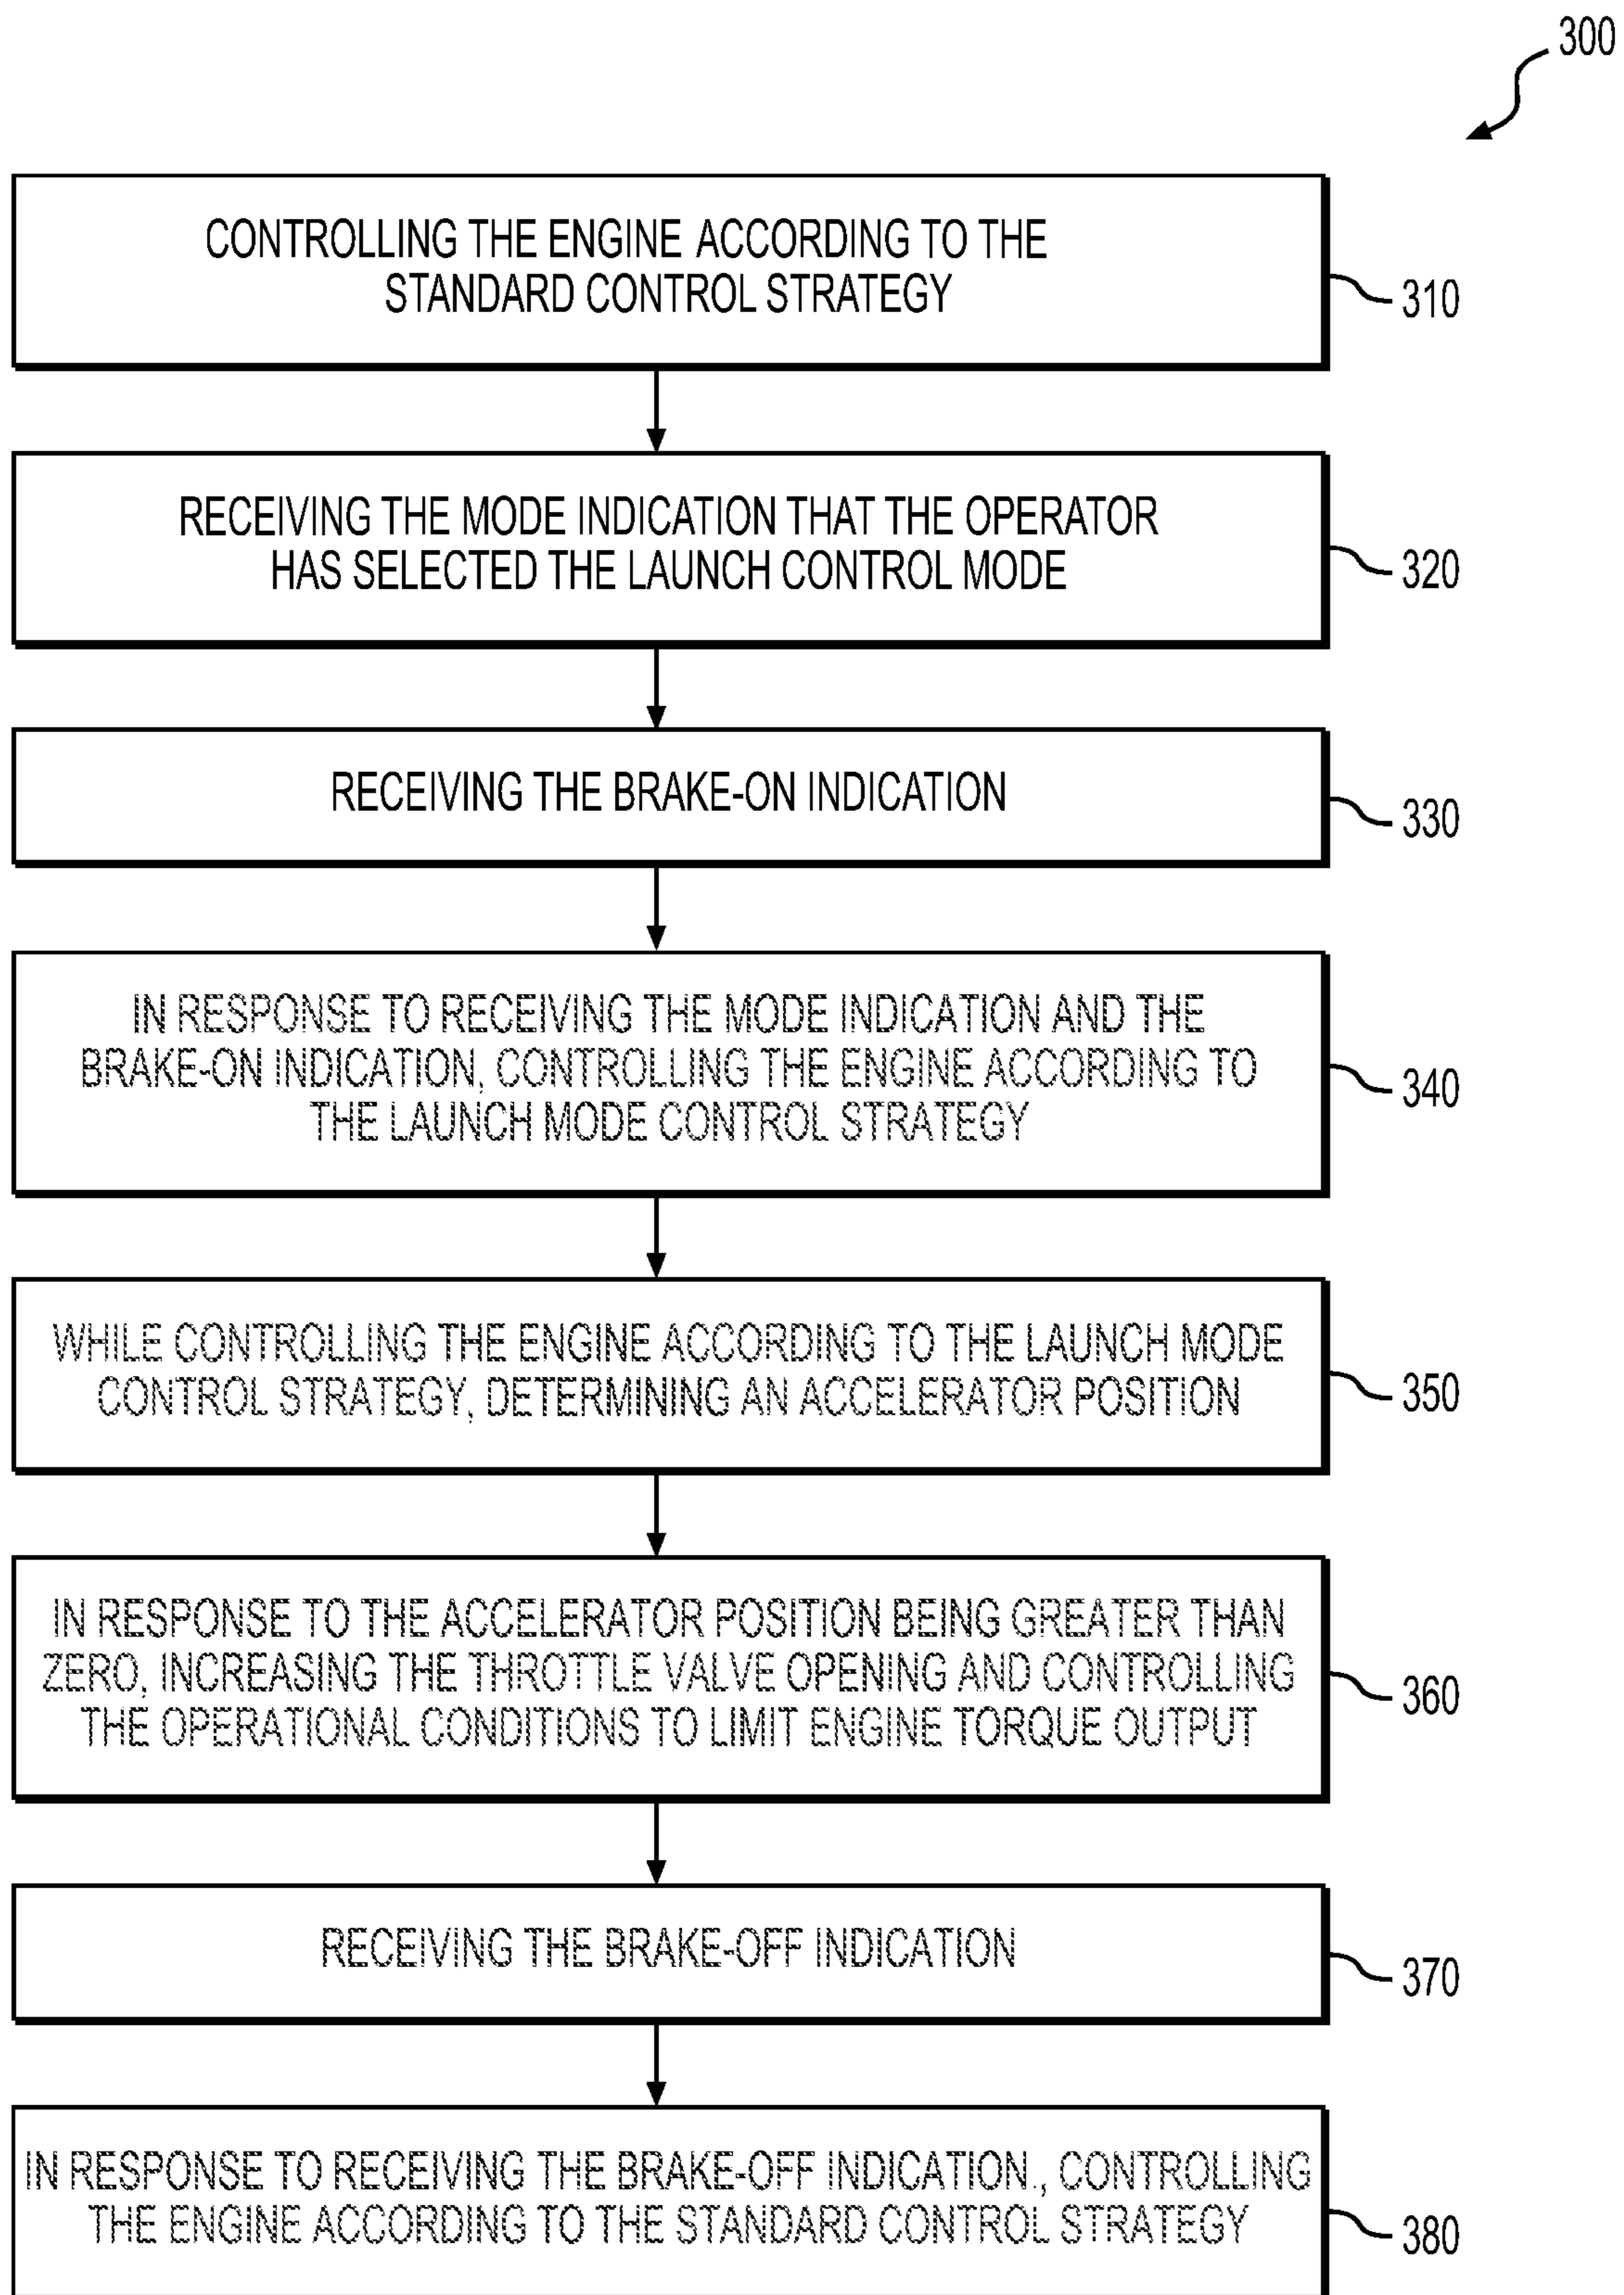 300
CONTROLLING THE ENGINE ACCORDING TO THE
STANDARD CONTROL STRATEGY
310
RECEIVING THE MODE INDICATION THAT THE OPERATOR
HAS SELECTED THE LAUNCH CONTROL MODE
320
RECEIVING THE BRAKE-ON INDICATION
330
IN RESPONSE TO RECEIVING THE MODE INDICATION AND THE
BRAKE-ON INDICATION, CONTROLLING THE ENGINE ACCORDING TO
THE LAUNCH MODE CONTROL STRATEGY
340
WHILE CONTROLLING THE ENGINE ACCORDING TO THE LAUNCH MODE
CONTROL STRATEGY, DETERMINING AN ACCELERATOR POSITION
350
IN RESPONSE TO THE ACCELERATOR POSITION BEING GREATER THAN
ZERO, INCREASING THE THROTTLE VALVE OPENING AND CONTROLLING
THE OPERATIONAL CONDITIONS TO LIMIT ENGINE TORQUE OUTPUT
360
RECEIVING THE BRAKE-OFF INDICATION
370
IN RESPONSE TO RECEIVING THE BRAKE-OFF INDICATION., CONTROLLING
THE ENGINE ACCORDING TO THE STANDARD CONTROL STRATEGY
380